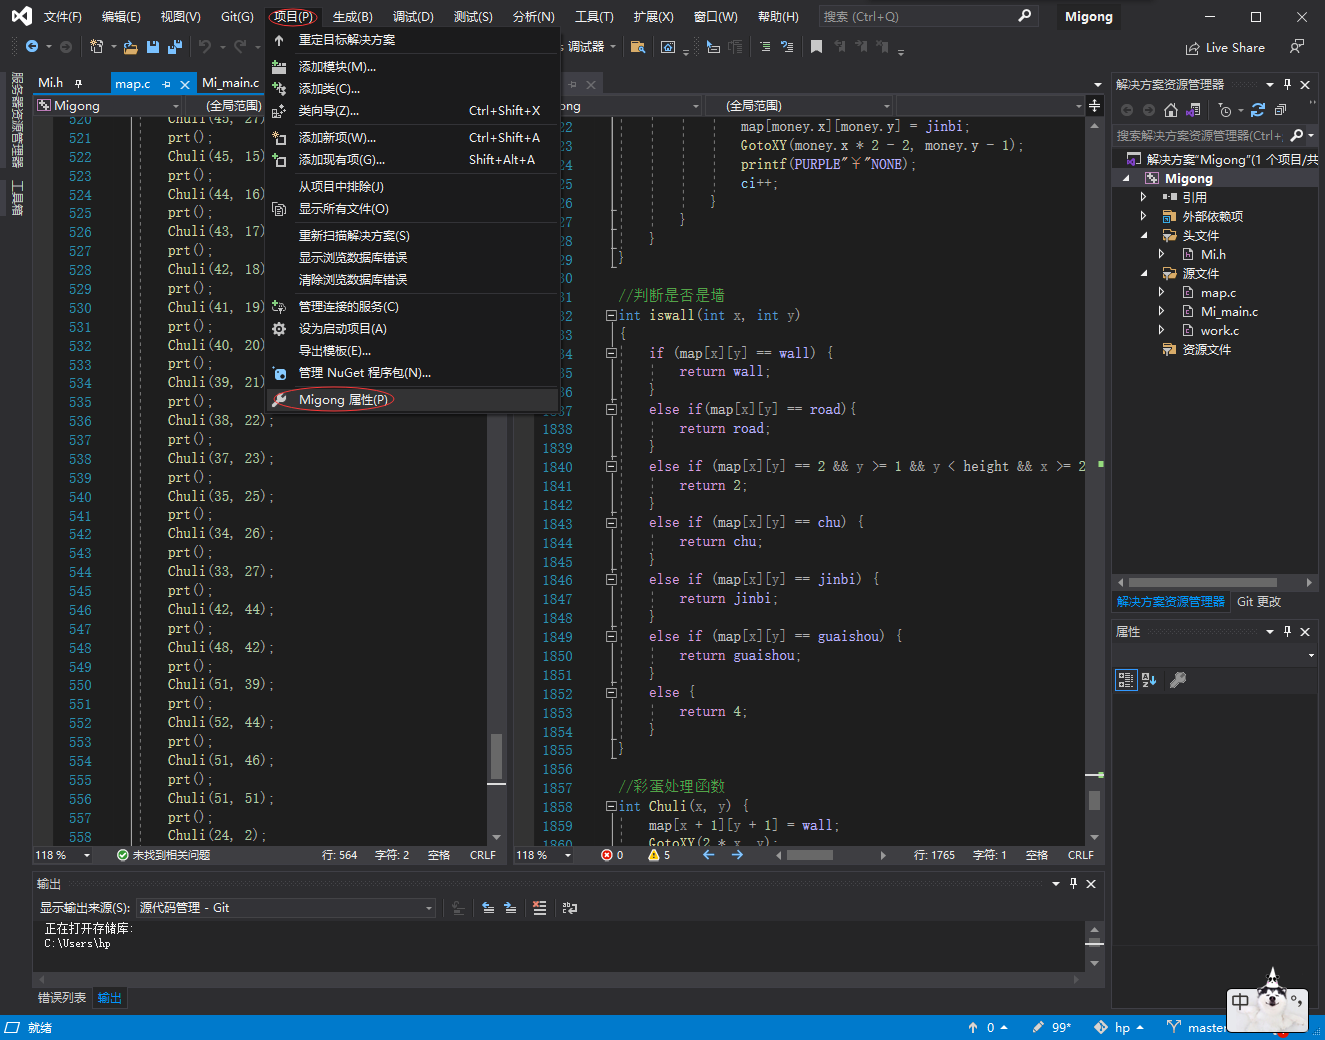 文件(F) 编辑(E) 视图(V) Git(G) 项目(P) 生成(B) 调试(D) 测试(S) 分析(N) 工具(T) 扩展(X) 窗口(W) 帮助(H) 搜索 (Ctrl+Q) Migong
调试器 Live Share
重定目标解决方案
添加模块(M)...
添加类(C)...
类向导(Z)... Ctrl+Shift+X
添加新项(W)... Ctrl+Shift+A
添加现有项(G)... Shift+Alt+A
从项目中排除(J)
显示所有文件(O)
重新扫描解决方案(S)
显示浏览数据库错误
清除浏览数据库错误
管理连接的服务(C)
设为启动项目(A)
导出模板(E)...
管理 NuGet 程序包(N)...
Migong 属性(P)
服务器资源管理器
工具箱
Mi.h map.c Mi_main.c
Migong (全局范围)
520 Chuli(45, 27)
521 prt();
522 Chuli(45, 15)
523 prt();
524 Chuli(44, 16)
525 prt();
526 Chuli(43, 17)
527 prt();
528 Chuli(42, 18)
529 prt();
530 Chuli(41, 19)
531 prt();
532 Chuli(40, 20)
533 prt();
534 Chuli(39, 21)
535 prt();
536 Chuli(38, 22);
537 prt();
538 Chuli(37, 23);
539 prt();
540 Chuli(35, 25);
541 prt();
542 Chuli(34, 26);
543 prt();
544 Chuli(33, 27);
545 prt();
546 Chuli(42, 44);
547 prt();
548 Chuli(48, 42);
549 prt();
550 Chuli(51, 39);
551 prt();
552 Chuli(52, 44);
553 prt();
554 Chuli(51, 46);
555 prt();
556 Chuli(51, 51);
557 prt();
558 Chuli(24, 2);
118 % 未找到相关问题 行: 564 字符: 2 空格 CRLF
ong (全局范围)
22 map[money.x][money.y] = jinbi;
23 GotoXY(money.x * 2 - 2, money.y - 1);
24 printf(PURPLE"￥"NONE);
25 ci++;
26 }
27 }
28 }
29 }
30
31 //判断是否是墙
32 int iswall(int x, int y)
33 {
34 if (map[x][y] == wall) {
35 return wall;
36 }
1837 else if(map[x][y] == road){
1838 return road;
1839 }
1840 else if (map[x][y] == 2 && y >= 1 && y < height && x >= 2
1841 return 2;
1842 }
1843 else if (map[x][y] == chu) {
1844 return chu;
1845 }
1846 else if (map[x][y] == jinbi) {
1847 return jinbi;
1848 }
1849 else if (map[x][y] == guaishou) {
1850 return guaishou;
1851 }
1852 else {
1853 return 4;
1854 }
1855 }
1856
1857 //彩蛋处理函数
1858 int Chuli(x, y) {
1859 map[x + 1][y + 1] = wall;
1860 GotoXY(2 * x, y);
118 % 0 5 行: 1765 字符: 1 空格 CRLF
解决方案资源管理器
搜索解决方案资源管理器(Ctrl+
解决方案"Migong"(1 个项目/共
Migong
引用
外部依赖项
头文件
Mi.h
源文件
map.c
Mi_main.c
work.c
资源文件
解决方案资源管理器 Git 更改
属性
输出
显示输出来源(S): 源代码管理 - Git
正在打开存储库:
C:\Users\hp
错误列表 输出
中 °,
就绪 0 99* hp master